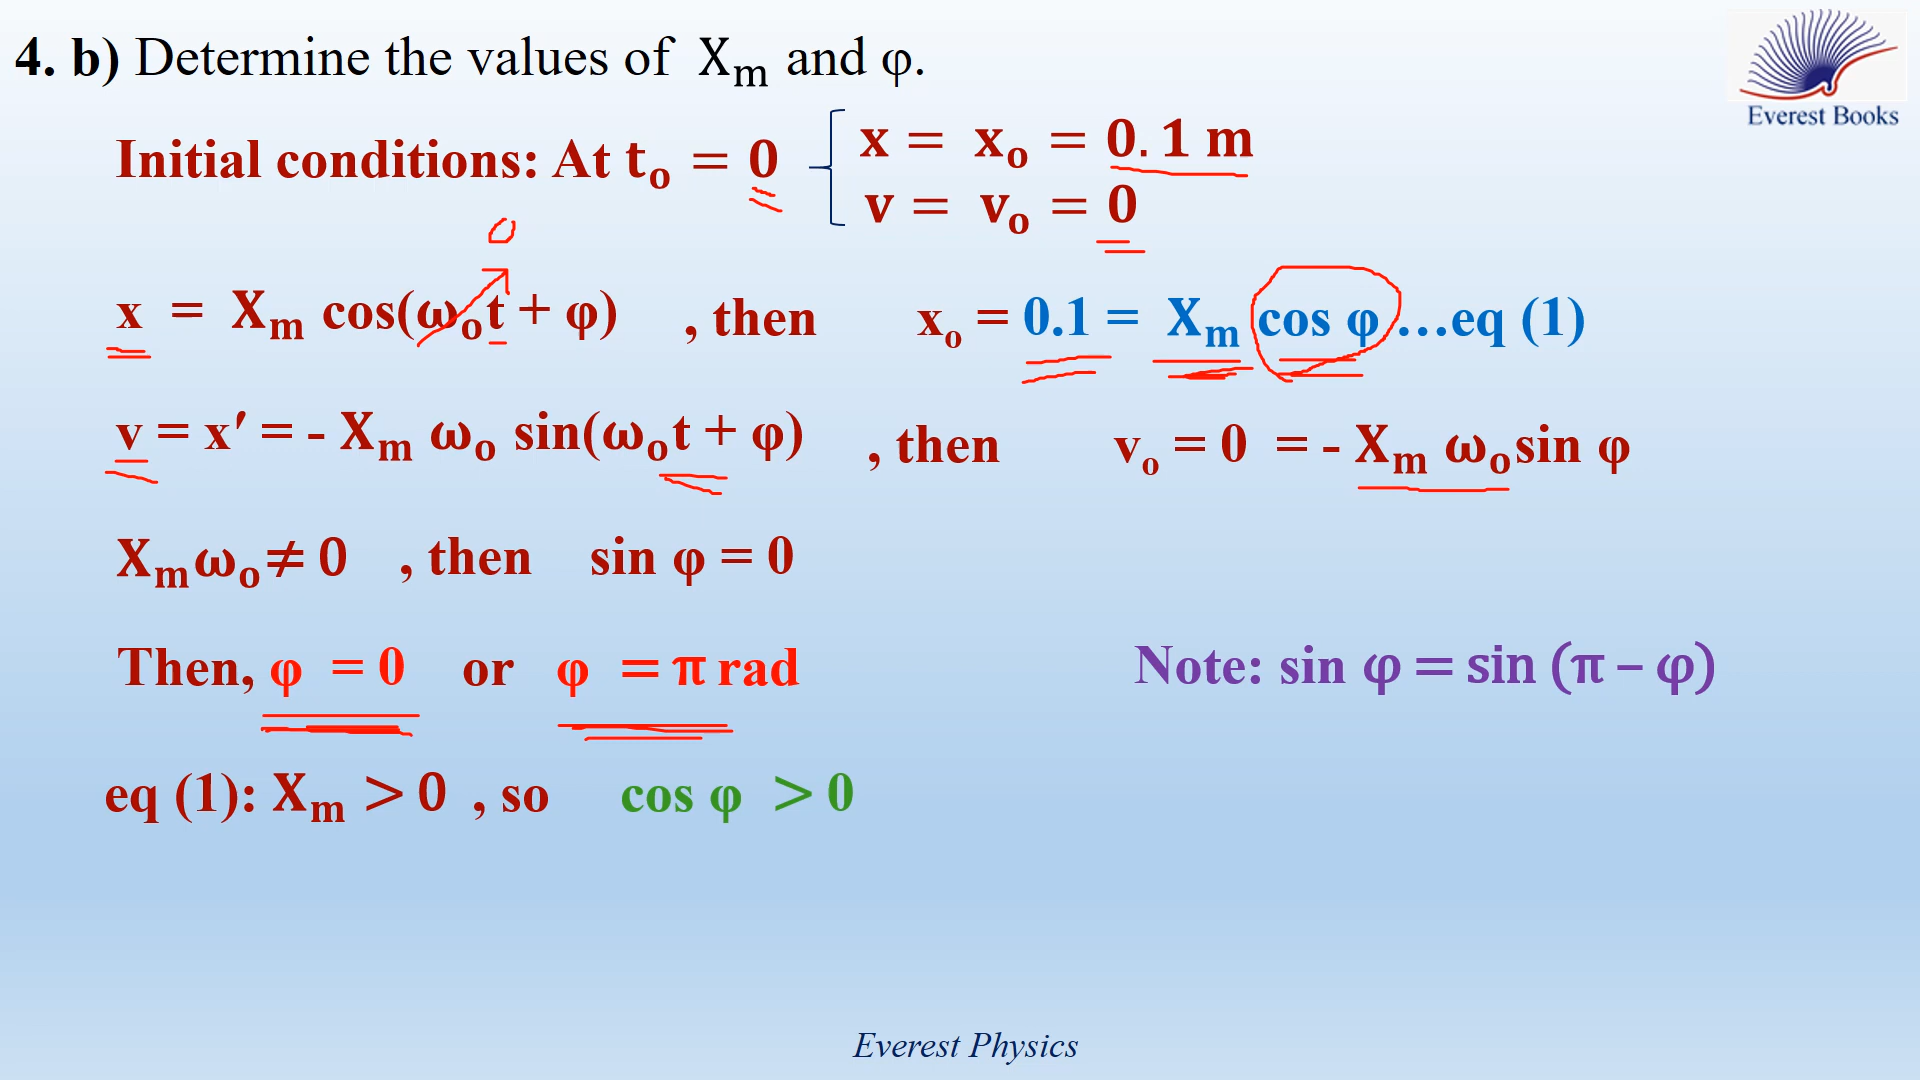 4. b) Determine the values of Xₘ and φ.
Everest Books
Initial conditions: At tₒ = 0
x = xₒ = 0.1 m
v = vₒ = 0
0
x = Xₘ cos(ωₒt + φ) , then xₒ = 0.1 = Xₘ cos φ …eq (1)
v = x′ = - Xₘ ωₒ sin(ωₒt + φ) , then vₒ = 0 = - Xₘ ωₒsin φ
Xₘωₒ≠ 0 , then sin φ = 0
Then, φ = 0 or φ = π rad
Note: sin φ = sin (π – φ)
eq (1): Xₘ > 0 , so cos φ > 0
Everest Physics